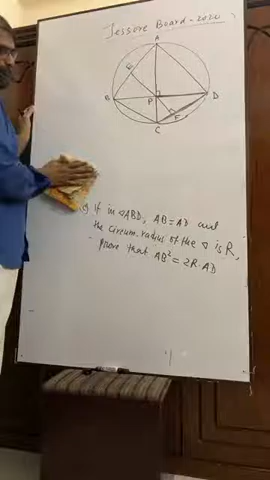 Jessore Board-2020
A
E
B
P
D
F
C
If in △ABD, AB=AD and
the circum-radius of the ▽ is R,
prove that AB² = 2R·AD